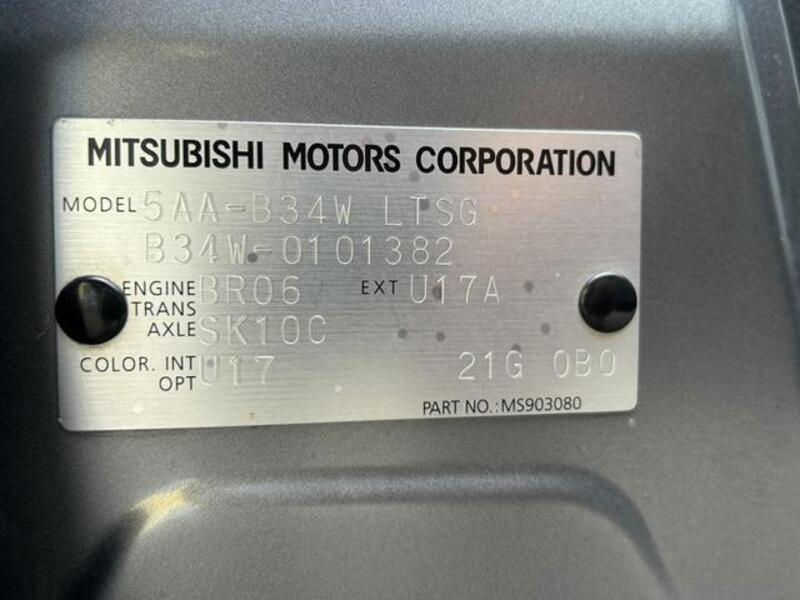 MITSUBISHI MOTORS CORPORATION
MODEL 5AA-B34W LTSG
B34W-0101382
ENGINE BR06 EXT U17A
TRANS
AXLE SK10C
COLOR. INT U17 21G 0B0
OPT
PART NO.: MS903080